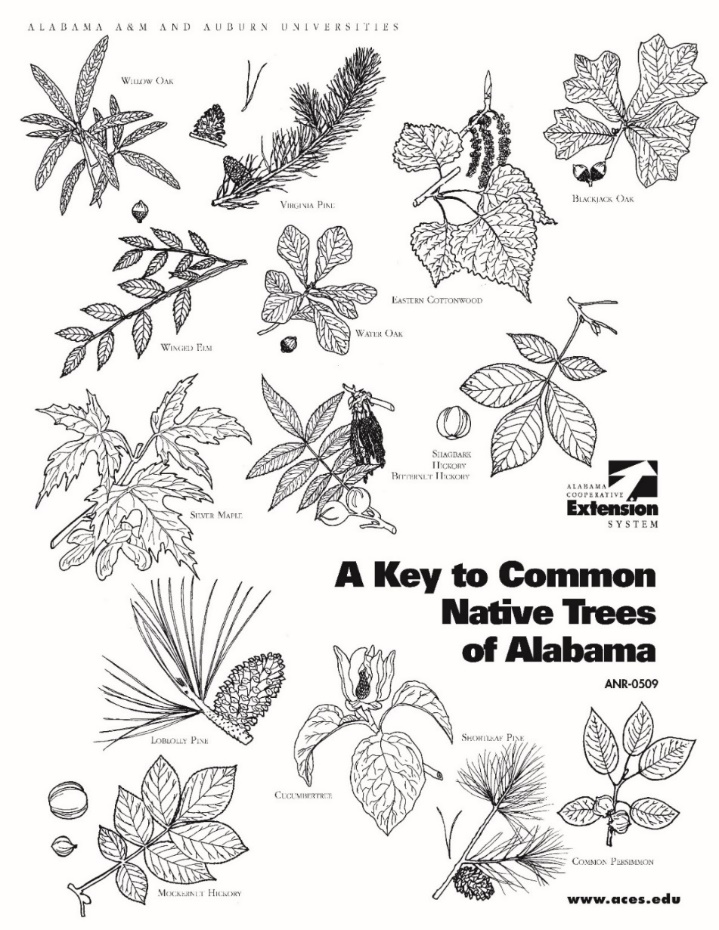 ALABAMA A&M AND AUBURN UNIVERSITIES
WILLOW OAK
VIRGINIA PINE
BLACKJACK OAK
EASTERN COTTONWOOD
WATER OAK
WINGED ELM
SHAGBARK
HICKORY
BITTERNUT HICKORY
ALABAMA
COOPERATIVE
Extension
SYSTEM
SILVER MAPLE
A Key to Common
Native Trees
of Alabama
ANR-0509
LOBLOLLY PINE
SHORTLEAF PINE
CUCUMBERTREE
COMMON PERSIMMON
MOCKERNUT HICKORY
www.aces.edu